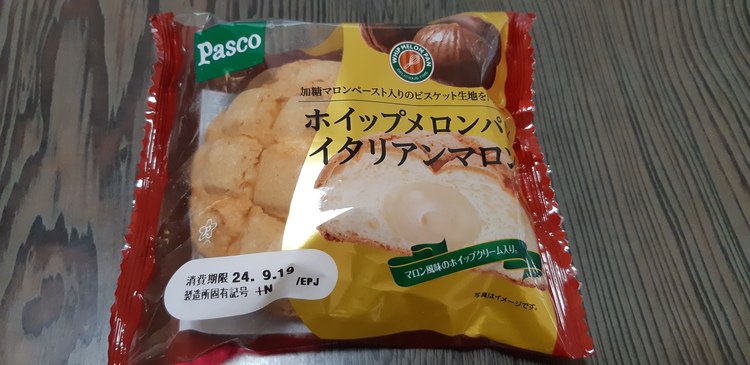 Pasco
WHIP MELON PAN
加糖マロンペースト入りのビスケット生地を
ホイップメロンパン
イタリアンマロン
マロン風味のホイップクリーム入り。
写真はイメージです。
消費期限 24. 9.19
製造所固有記号 +N /EPJ